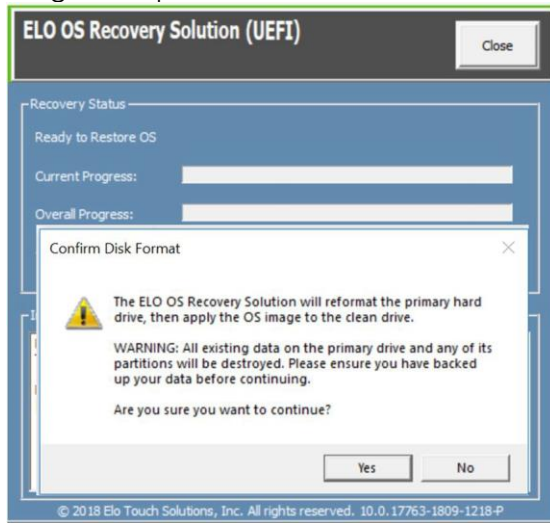 ELO OS Recovery Solution (UEFI)
Close
Recovery Status
Ready to Restore OS
Current Progress:
Overall Progress:
Confirm Disk Format
The ELO OS Recovery Solution will reformat the primary hard
drive, then apply the OS image to the clean drive.
WARNING: All existing data on the primary drive and any of its
partitions will be destroyed. Please ensure you have backed
up your data before continuing.
Are you sure you want to continue?
Yes
No
© 2018 Elo Touch Solutions, Inc. All rights reserved. 10.0.17763-1809-1218-P